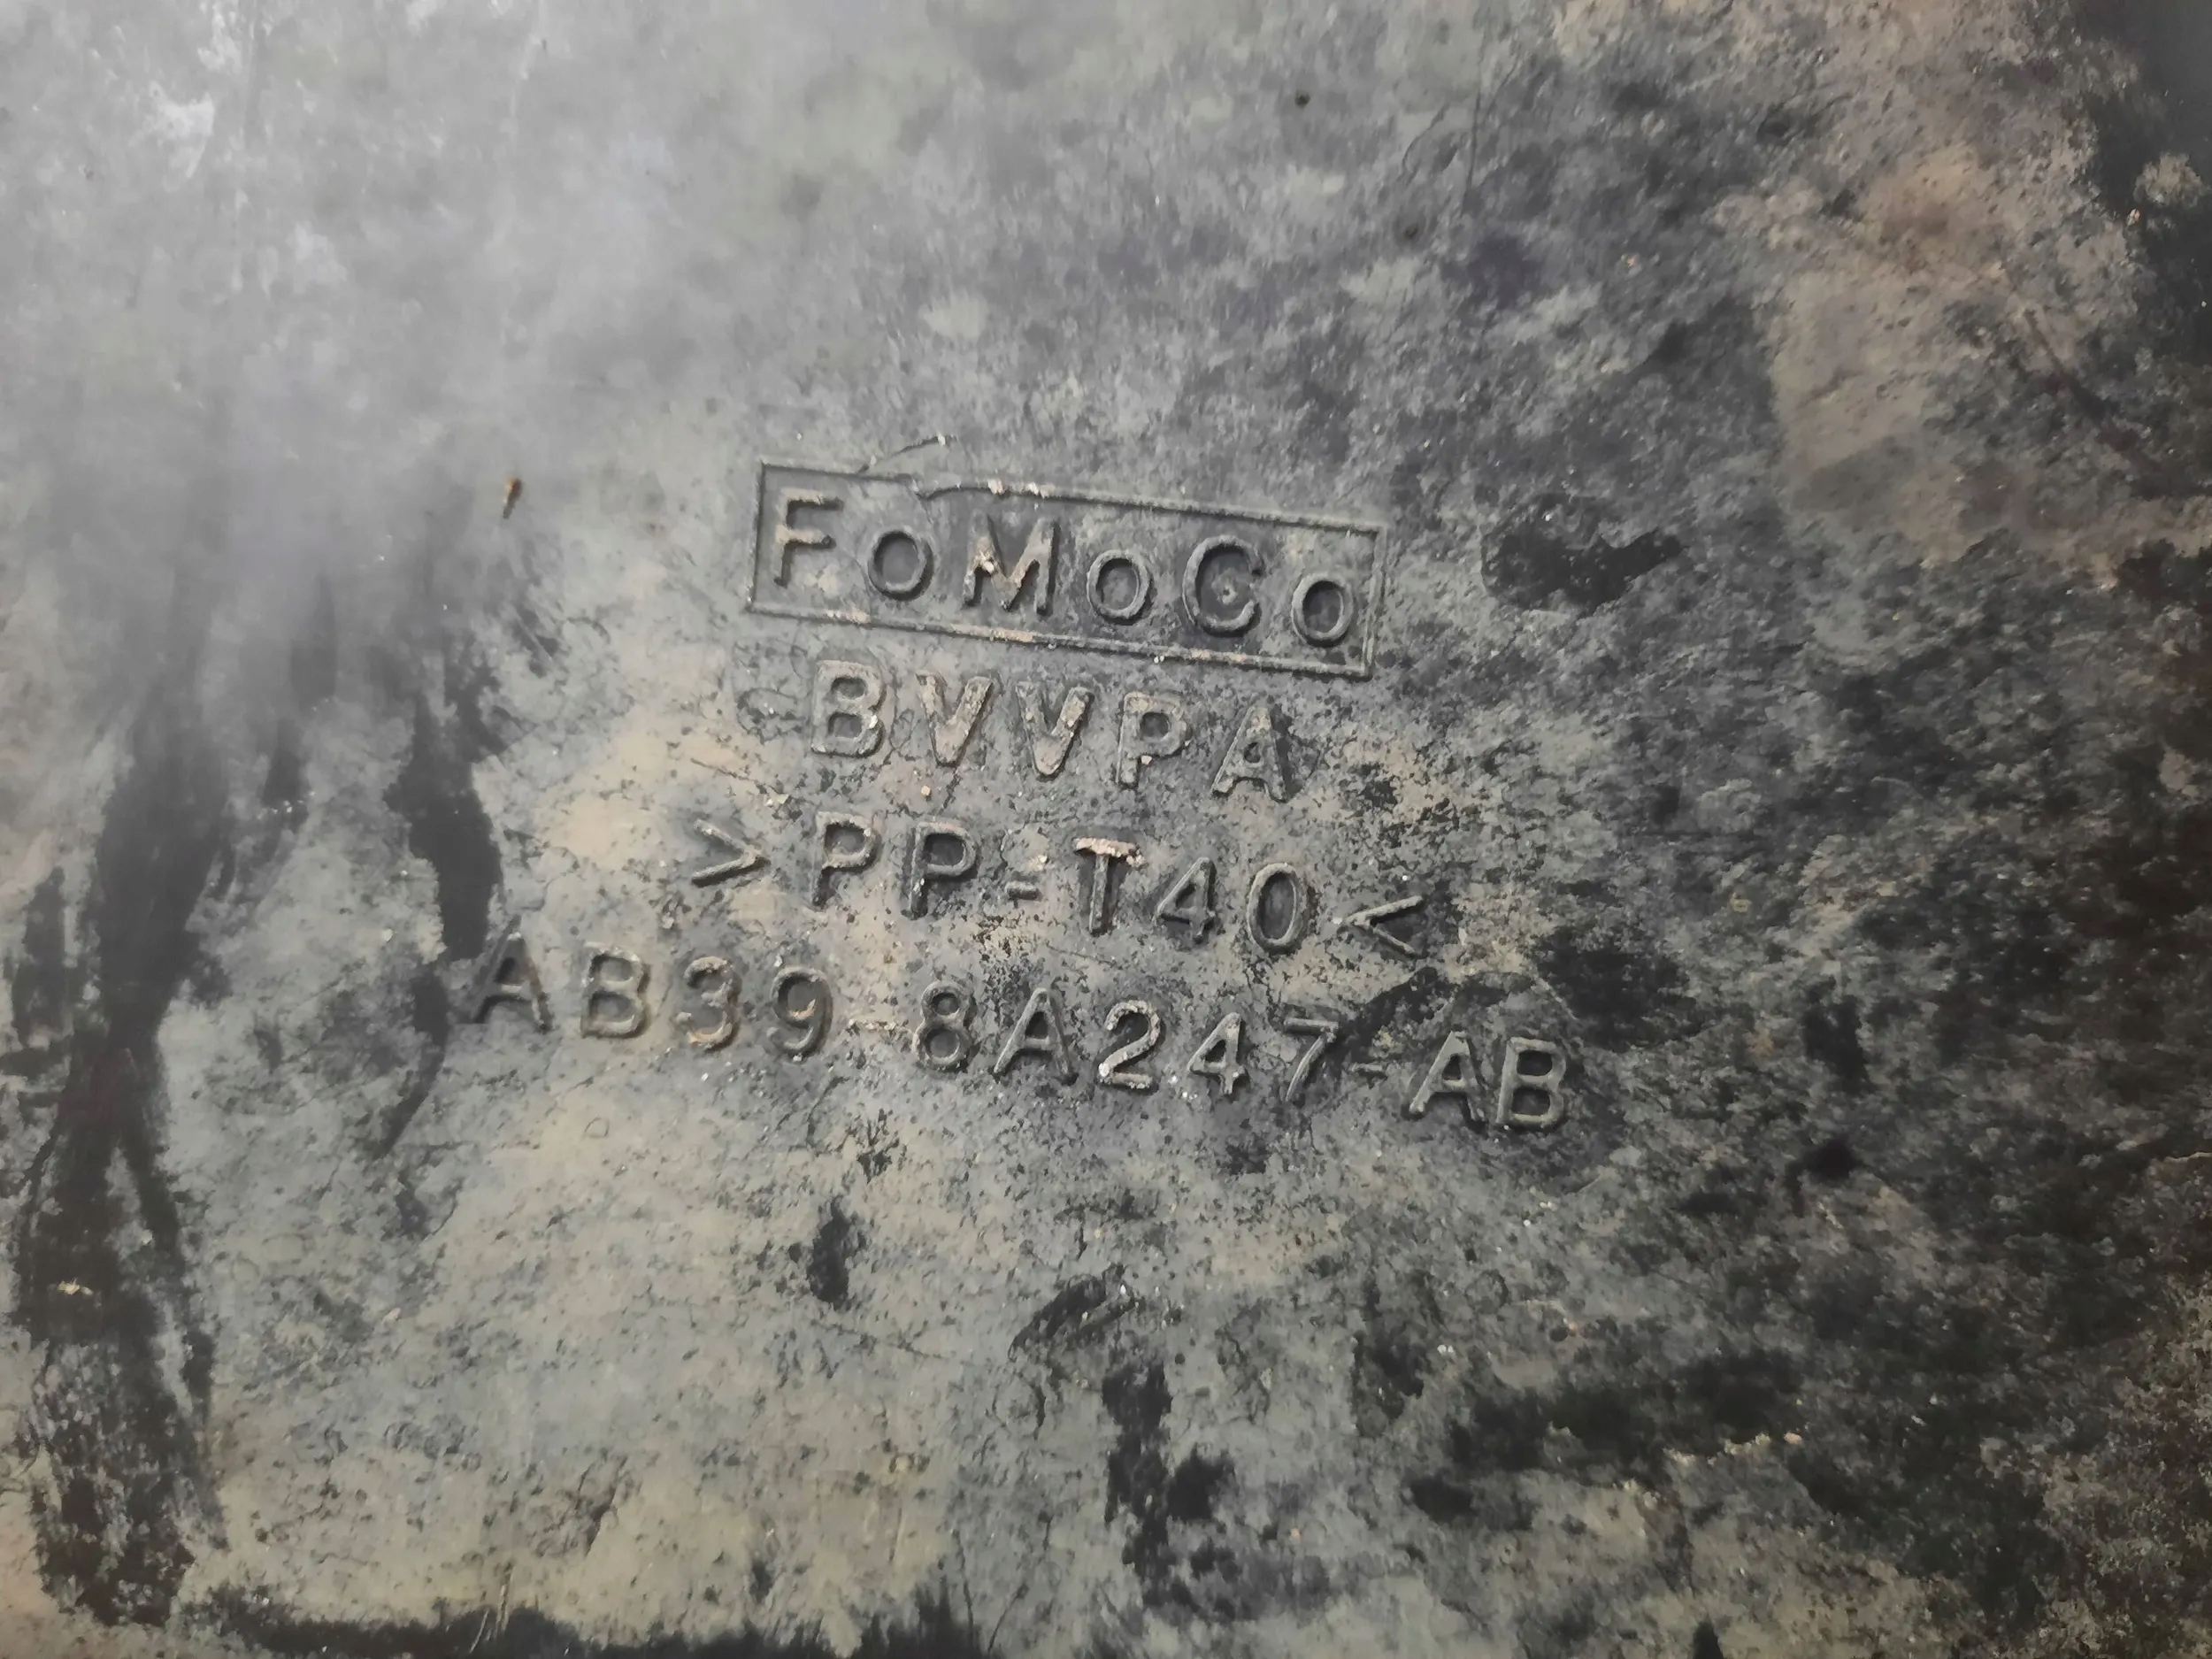 FoMoCo
BVVPA
>PP-T40<
AB39-8A247-AB